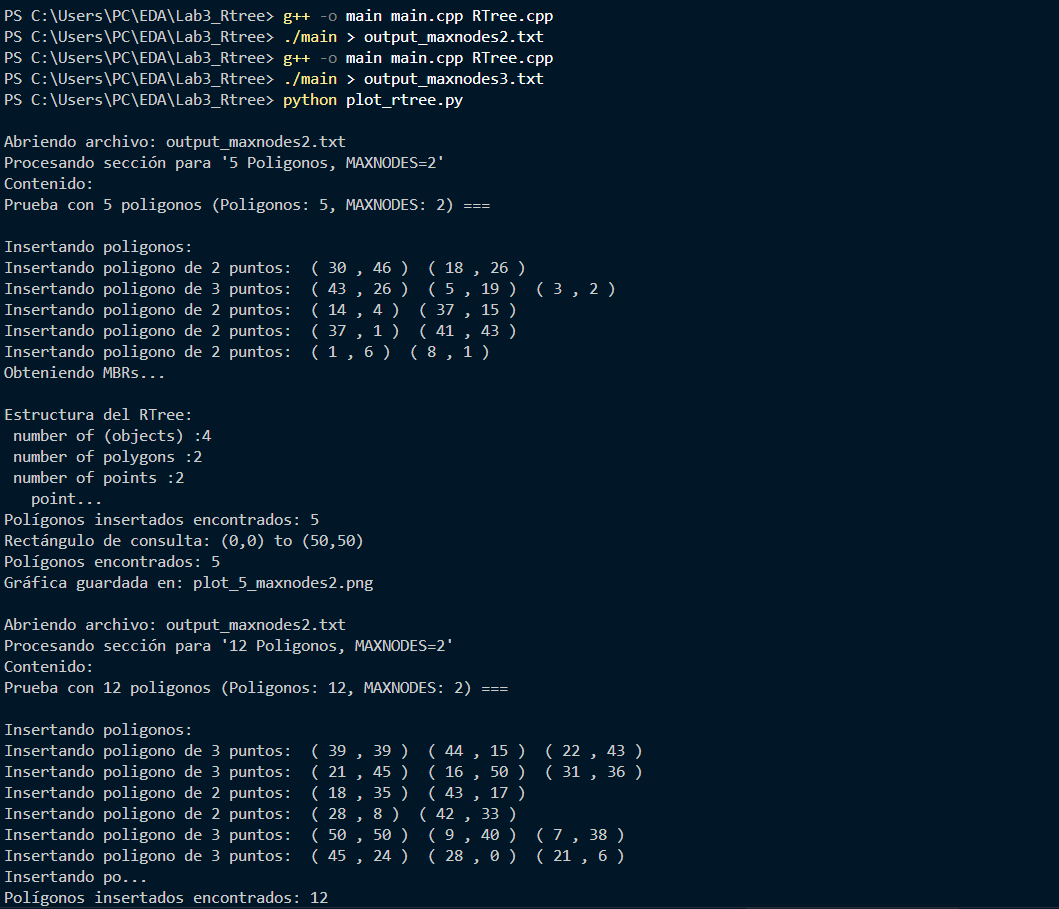 PS C:\Users\PC\EDA\Lab3_Rtree> g++ -o main main.cpp RTree.cpp
PS C:\Users\PC\EDA\Lab3_Rtree> ./main > output_maxnodes2.txt
PS C:\Users\PC\EDA\Lab3_Rtree> g++ -o main main.cpp RTree.cpp
PS C:\Users\PC\EDA\Lab3_Rtree> ./main > output_maxnodes3.txt
PS C:\Users\PC\EDA\Lab3_Rtree> python plot_rtree.py
Abriendo archivo: output_maxnodes2.txt
Procesando sección para '5 Poligonos, MAXNODES=2'
Contenido:
Prueba con 5 poligonos (Poligonos: 5, MAXNODES: 2) ===
Insertando poligonos:
Insertando poligono de 2 puntos:  ( 30 , 46 )  ( 18 , 26 )
Insertando poligono de 3 puntos:  ( 43 , 26 )  ( 5 , 19 )  ( 3 , 2 )
Insertando poligono de 2 puntos:  ( 14 , 4 )  ( 37 , 15 )
Insertando poligono de 2 puntos:  ( 37 , 1 )  ( 41 , 43 )
Insertando poligono de 2 puntos:  ( 1 , 6 )  ( 8 , 1 )
Obteniendo MBRs...
Estructura del RTree:
 number of (objects) :4
 number of polygons :2
 number of points :2
   point...
Polígonos insertados encontrados: 5
Rectángulo de consulta: (0,0) to (50,50)
Polígonos encontrados: 5
Gráfica guardada en: plot_5_maxnodes2.png
Abriendo archivo: output_maxnodes2.txt
Procesando sección para '12 Poligonos, MAXNODES=2'
Contenido:
Prueba con 12 poligonos (Poligonos: 12, MAXNODES: 2) ===
Insertando poligonos:
Insertando poligono de 3 puntos:  ( 39 , 39 )  ( 44 , 15 )  ( 22 , 43 )
Insertando poligono de 3 puntos:  ( 21 , 45 )  ( 16 , 50 )  ( 31 , 36 )
Insertando poligono de 2 puntos:  ( 18 , 35 )  ( 43 , 17 )
Insertando poligono de 2 puntos:  ( 28 , 8 )  ( 42 , 33 )
Insertando poligono de 3 puntos:  ( 50 , 50 )  ( 9 , 40 )  ( 7 , 38 )
Insertando poligono de 3 puntos:  ( 45 , 24 )  ( 28 , 0 )  ( 21 , 6 )
Insertando po...
Polígonos insertados encontrados: 12